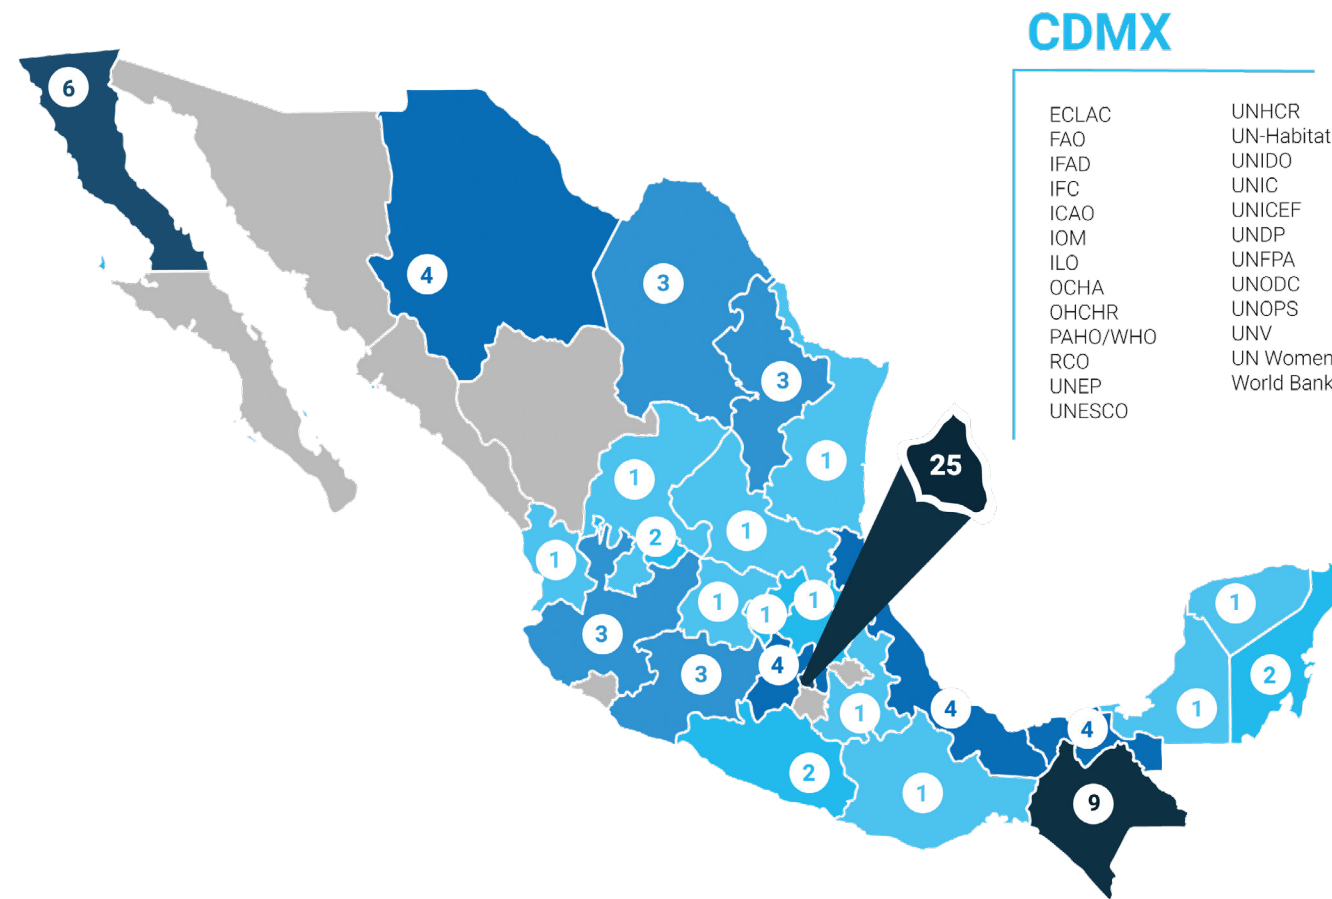 CDMX
ECLAC
FAO
IFAD
IFC
ICAO
IOM
ILO
OCHA
OHCHR
PAHO/WHO
RCO
UNEP
UNESCO
UNHCR
UN-Habitat
UNIDO
UNIC
UNICEF
UNDP
UNFPA
UNODC
UNOPS
UNV
UN Women
World Bank
6
4
3
3
25
1
1
2
1
1
1
1
1
3
3
4
1
2
1
4
4
9
1
2
1